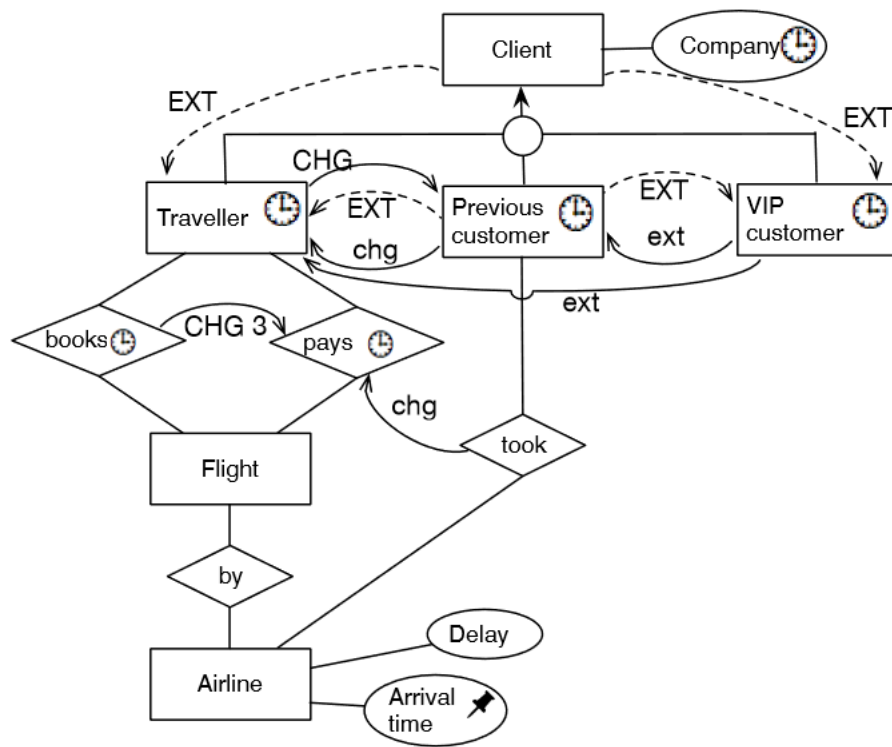 Client
Company
EXT
EXT
CHG
Traveller
EXT
chg
Previous
customer
EXT
ext
VIP
customer
ext
books
CHG 3
pays
chg
took
Flight
by
Delay
Airline
Arrival
time